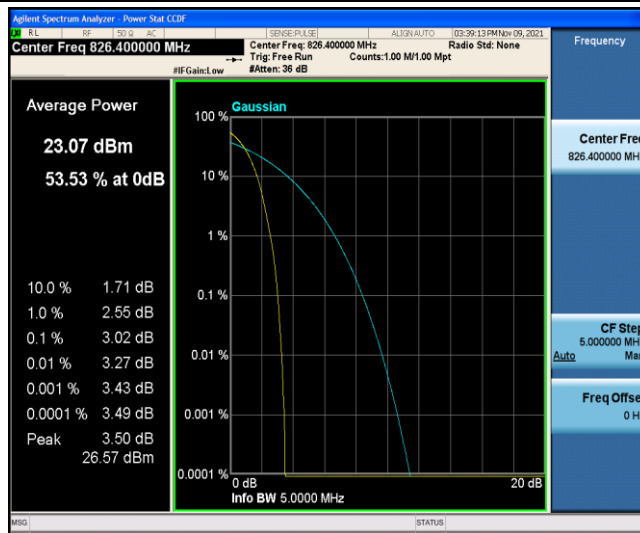 Agilent Spectrum Analyzer - Power Stat CCDF
RL RF 50 Ω AC SENSE:PULSE ALIGN AUTO 03:39:13 PM Nov 09, 2021
Center Freq 826.400000 MHz
Center Freq: 826.400000 MHz Radio Std: None
Trig: Free Run Counts:1.00 M/1.00 Mpt
#IFGain:Low #Atten: 36 dB
Frequency
Average Power
23.07 dBm
53.53 % at 0dB
10.0 % 1.71 dB
1.0 % 2.55 dB
0.1 % 3.02 dB
0.01 % 3.27 dB
0.001 % 3.43 dB
0.0001 % 3.49 dB
Peak 3.50 dB
26.57 dBm
Gaussian
100 %
10 %
1 %
0.1 %
0.01 %
0.001 %
0.0001 %
0 dB 20 dB
Info BW 5.0000 MHz
Center Freq
826.400000 MH
CF Step
5.000000 MH
Auto Ma
Freq Offse
0 H
MSG STATUS